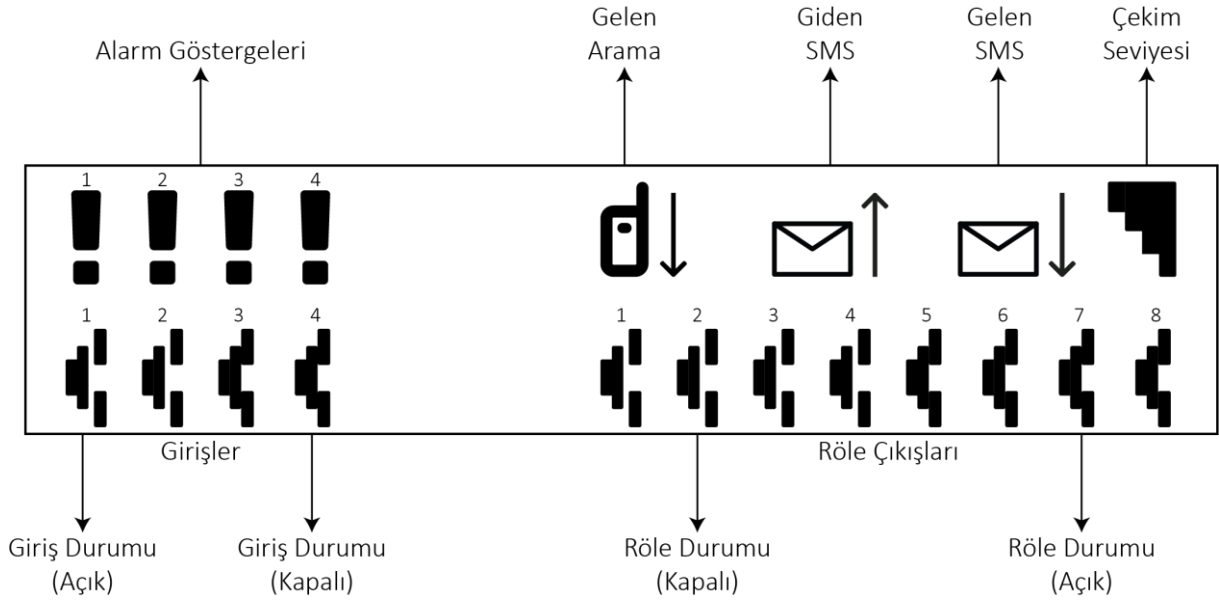 Alarm Göstergeleri
Gelen
Arama
Giden
SMS
Gelen
SMS
Çekim
Seviyesi
1 2 3 4
1 2 3 4
1 2 3 4 5 6 7 8
Girişler
Röle Çıkışları
Giriş Durumu
(Açık)
Giriş Durumu
(Kapalı)
Röle Durumu
(Kapalı)
Röle Durumu
(Açık)